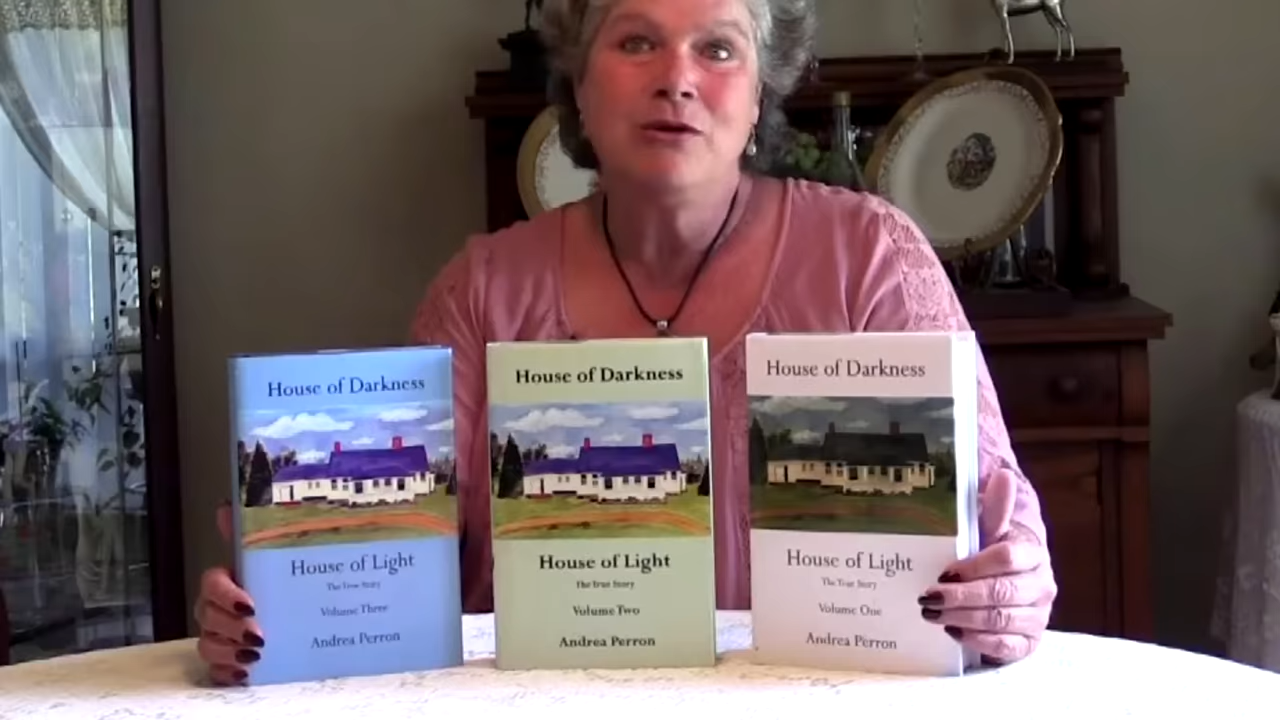 House of Darkness
House of Light
The True Story
Volume Three
Andrea Perron
House of Darkness
House of Light
The True Story
Volume Two
Andrea Perron
House of Darkness
House of Light
The True Story
Volume One
Andrea Perron